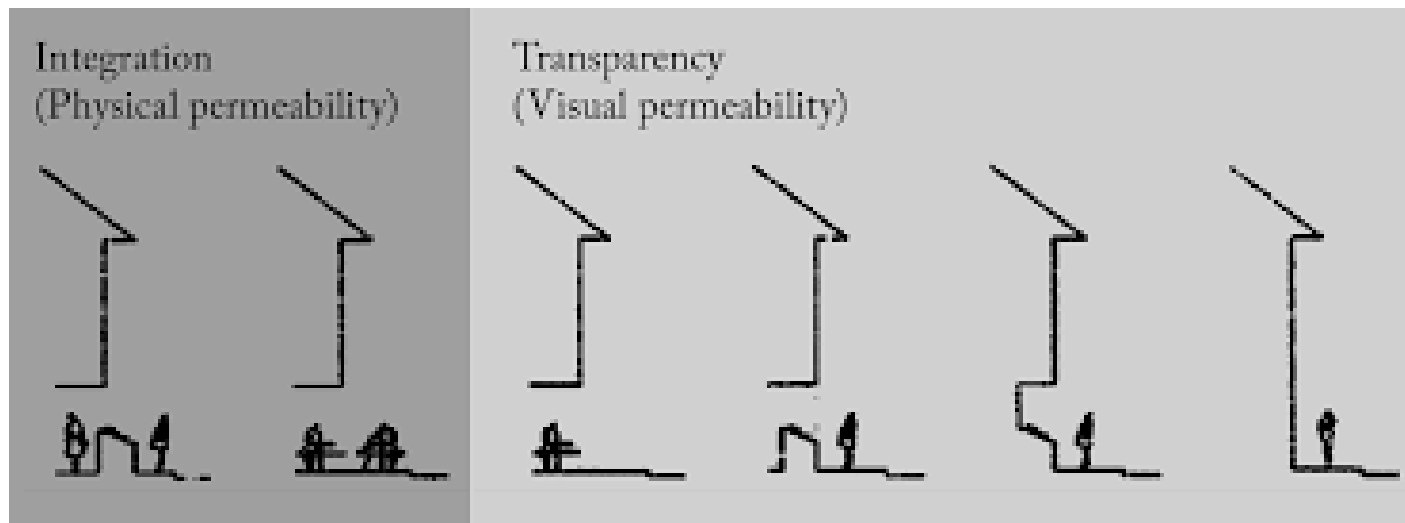 Integration
(Physical permeability)
Transparency
(Visual permeability)